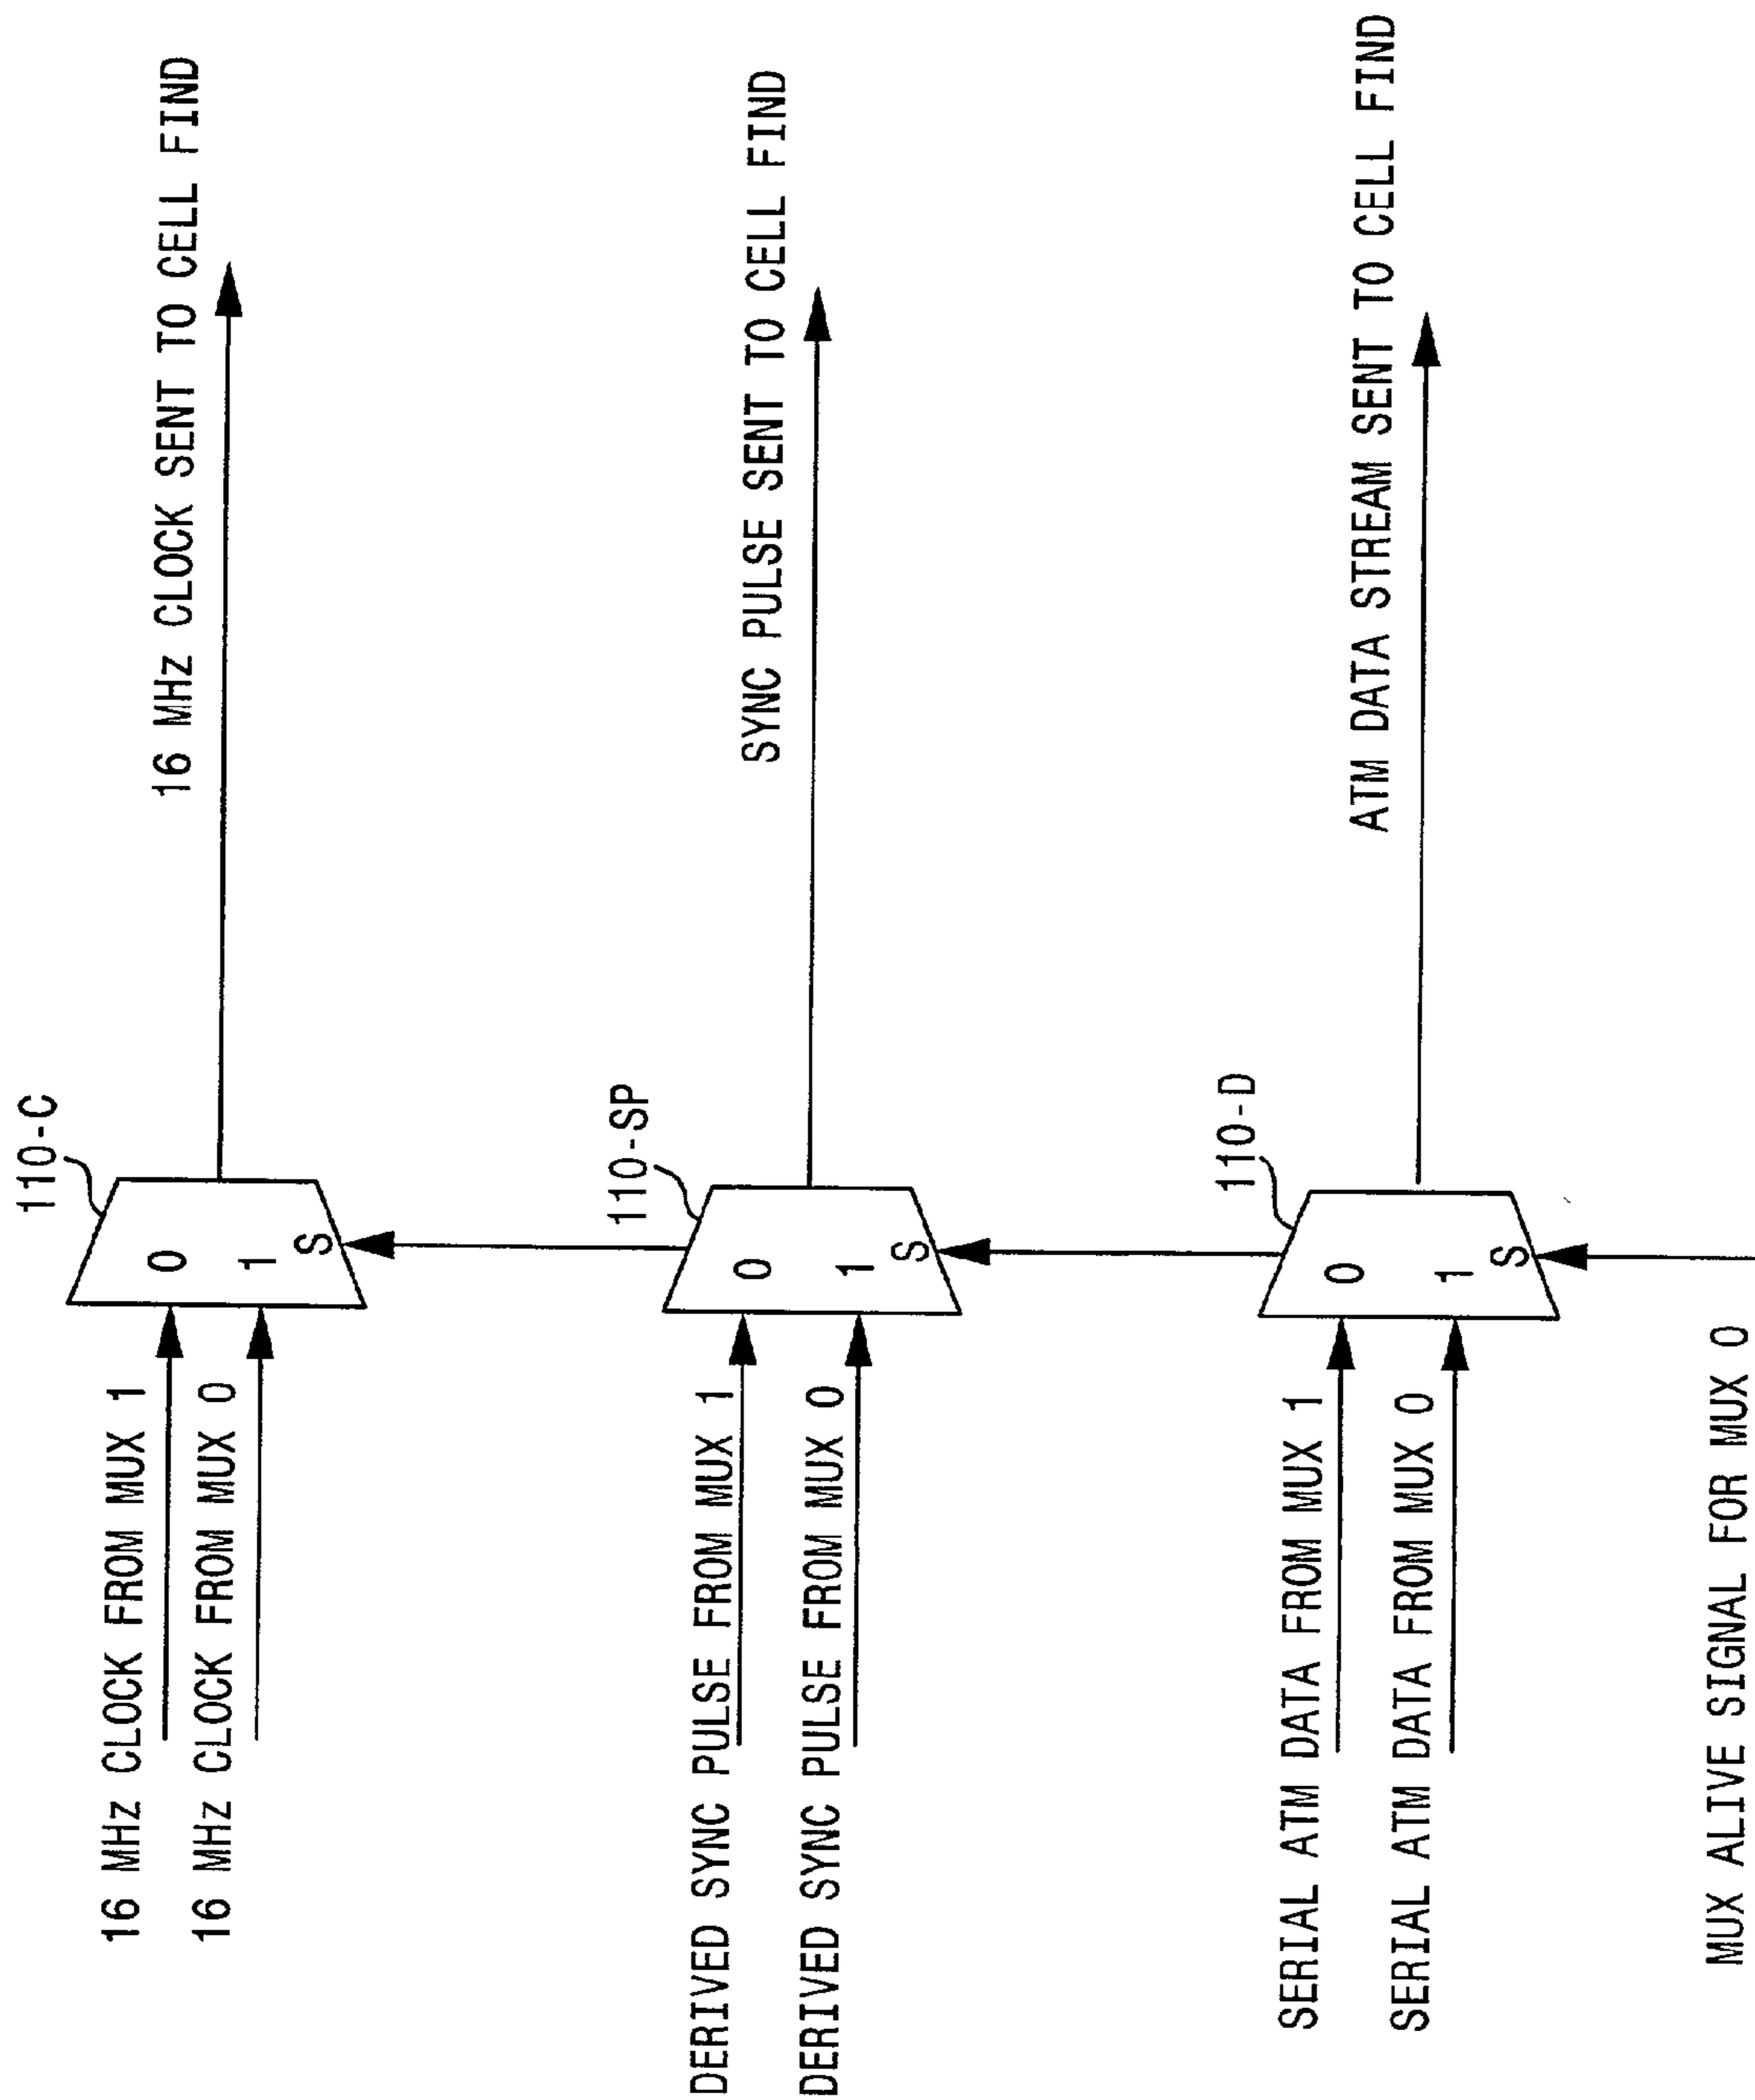 110-C
16 MHz CLOCK FROM MUX 1
0
16 MHz CLOCK SENT TO CELL FIND
16 MHz CLOCK FROM MUX 0
1
S
110-SP
DERIVED SYNC PULSE FROM MUX 1
0
SYNC PULSE SENT TO CELL FIND
DERIVED SYNC PULSE FROM MUX 0
1
S
110-D
SERIAL ATM DATA FROM MUX 1
0
ATM DATA STREAM SENT TO CELL FIND
SERIAL ATM DATA FROM MUX 0
1
S
MUX ALIVE SIGNAL FOR MUX 0